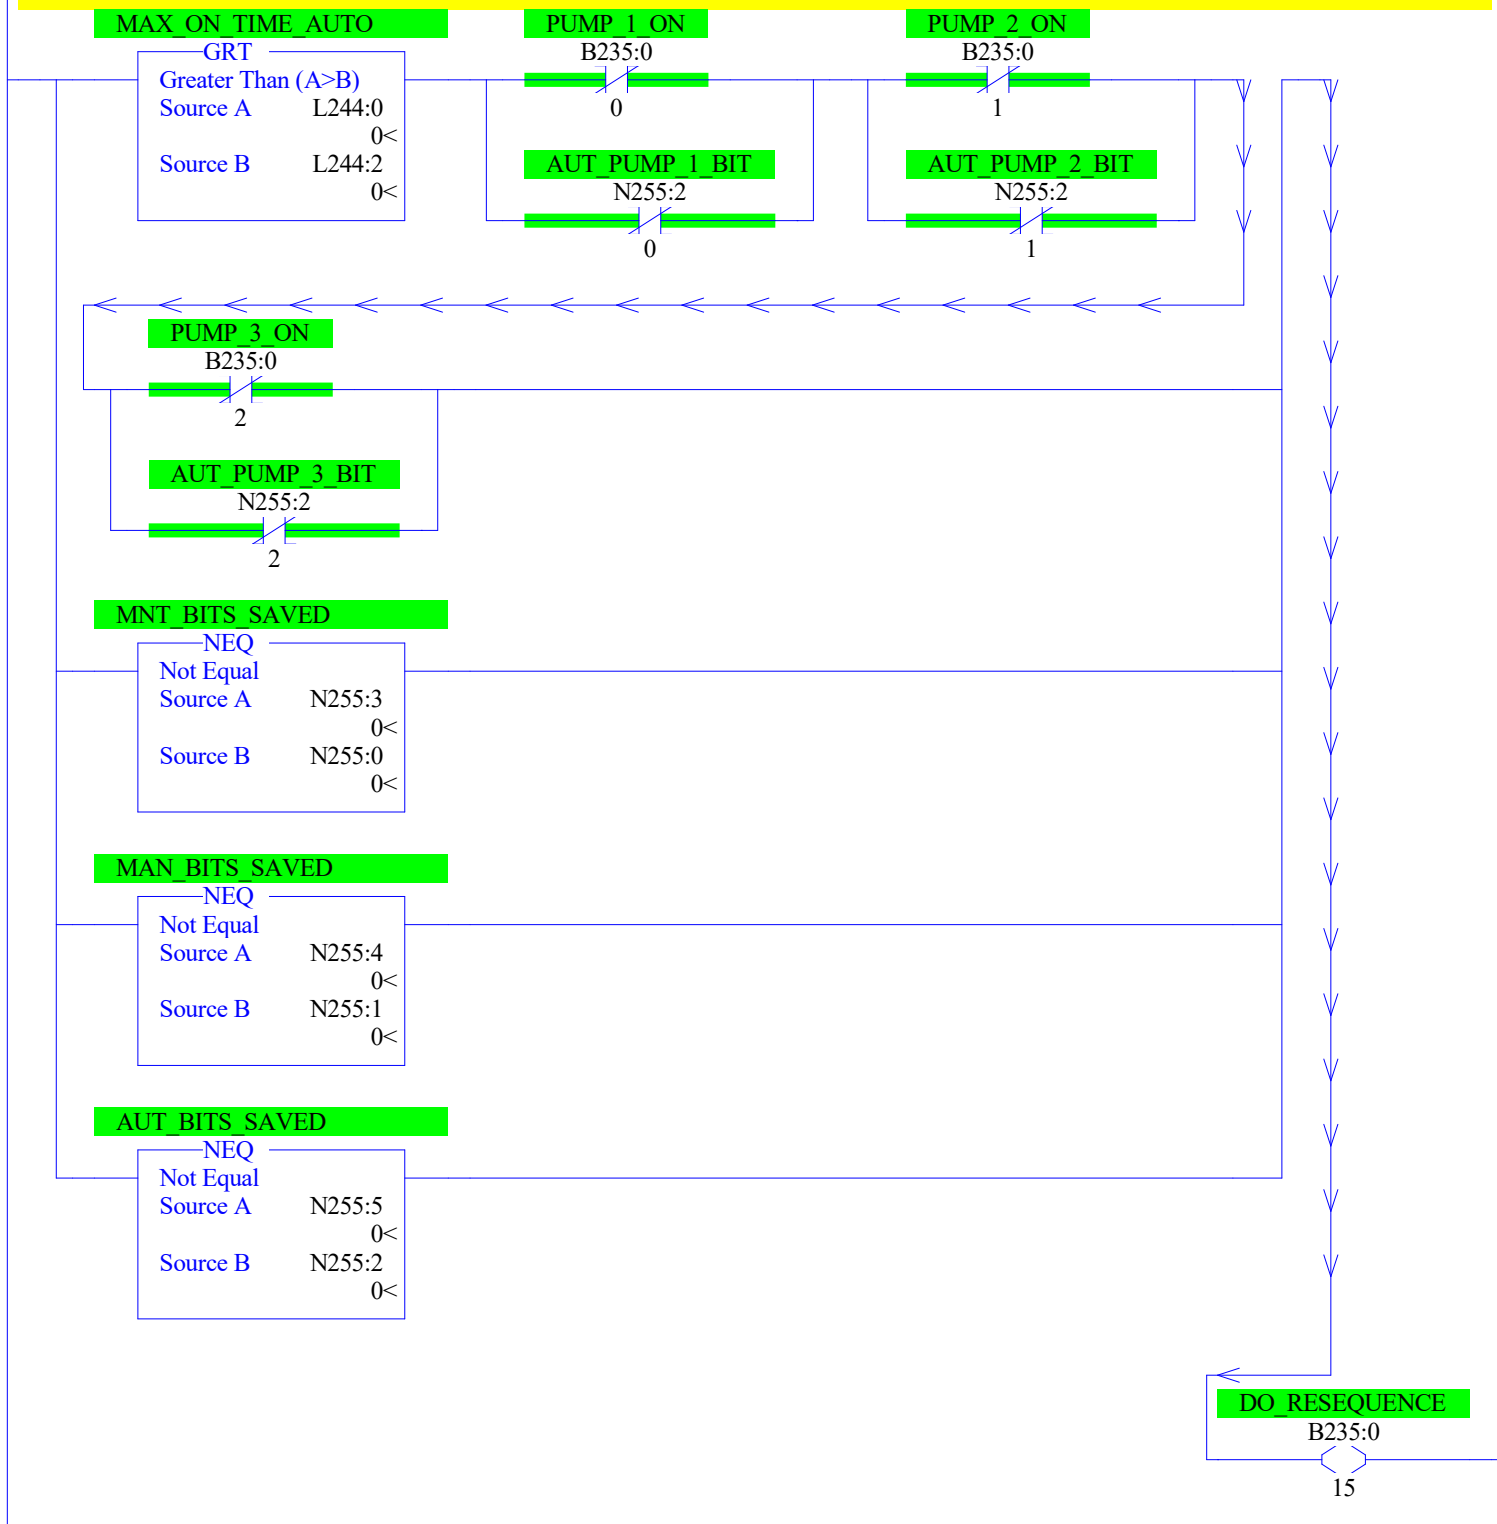 MAX_ON_TIME_AUTO PUMP_1_ON PUMP_2_ON
GRT B235:0 B235:0
Greater Than (A>B)
Source A L244:0 0 1
0<
Source B L244:2 AUT_PUMP_1_BIT AUT_PUMP_2_BIT
0< N255:2 N255:2
0 1
PUMP_3_ON
B235:0
2
AUT_PUMP_3_BIT
N255:2
2
MNT_BITS_SAVED
NEQ
Not Equal
Source A N255:3
0<
Source B N255:0
0<
MAN_BITS_SAVED
NEQ
Not Equal
Source A N255:4
0<
Source B N255:1
0<
AUT_BITS_SAVED
NEQ
Not Equal
Source A N255:5
0<
Source B N255:2
0<
DO_RESEQUENCE
B235:0
15